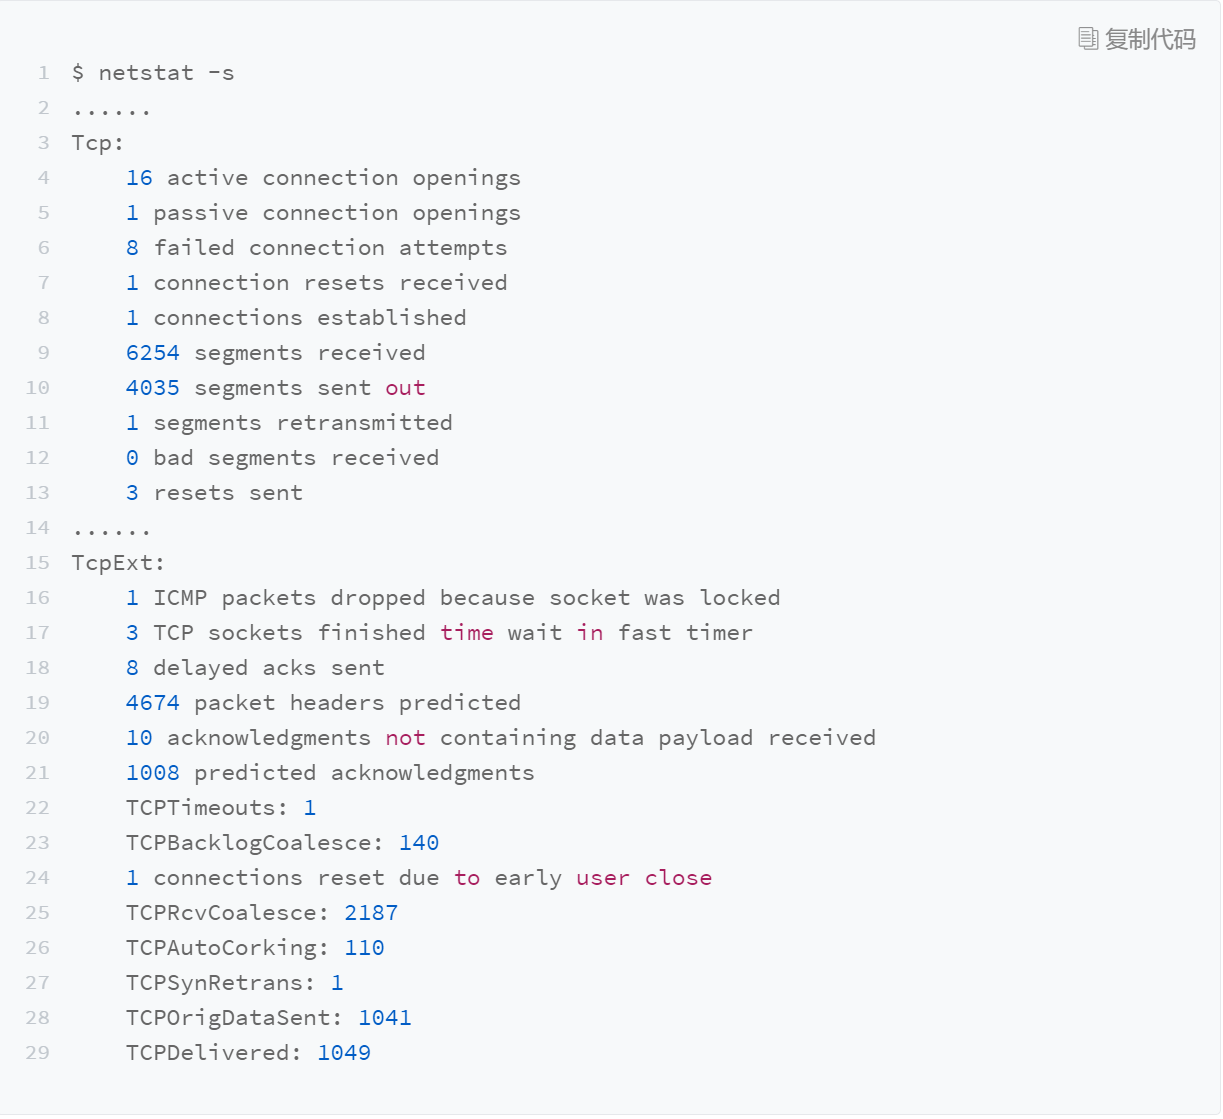 复制代码
1 $ netstat -s
2 ......
3 Tcp:
4 16 active connection openings
5 1 passive connection openings
6 8 failed connection attempts
7 1 connection resets received
8 1 connections established
9 6254 segments received
10 4035 segments sent out
11 1 segments retransmitted
12 0 bad segments received
13 3 resets sent
14 ......
15 TcpExt:
16 1 ICMP packets dropped because socket was locked
17 3 TCP sockets finished time wait in fast timer
18 8 delayed acks sent
19 4674 packet headers predicted
20 10 acknowledgments not containing data payload received
21 1008 predicted acknowledgments
22 TCPTimeouts: 1
23 TCPBacklogCoalesce: 140
24 1 connections reset due to early user close
25 TCPRcvCoalesce: 2187
26 TCPAutoCorking: 110
27 TCPSynRetrans: 1
28 TCPOrigDataSent: 1041
29 TCPDelivered: 1049